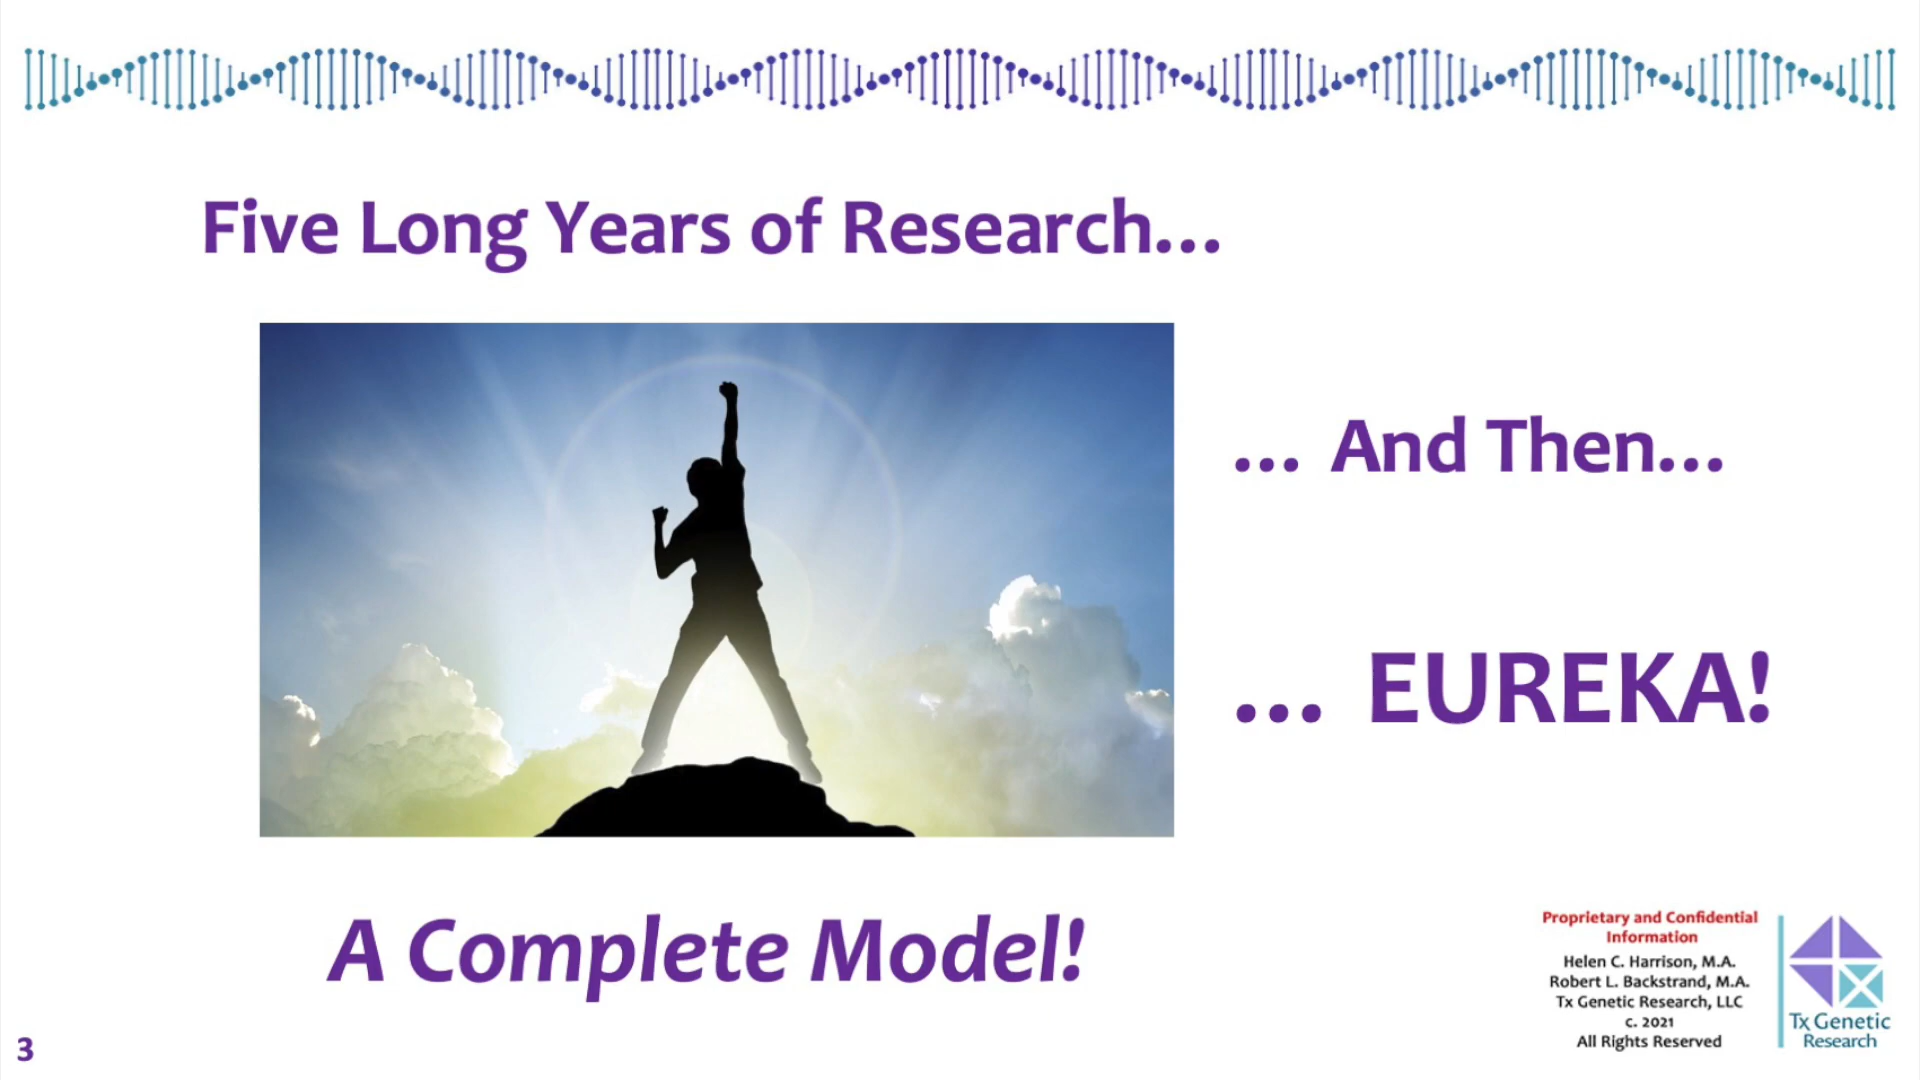 Five Long Years of Research...
... And Then...
... EUREKA!
A Complete Model!
Proprietary and Confidential
Information
Helen C. Harrison, M.A.
Robert L. Backstrand, M.A.
Tx Genetic Research, LLC
c. 2021
All Rights Reserved
Tx Genetic
Research
3